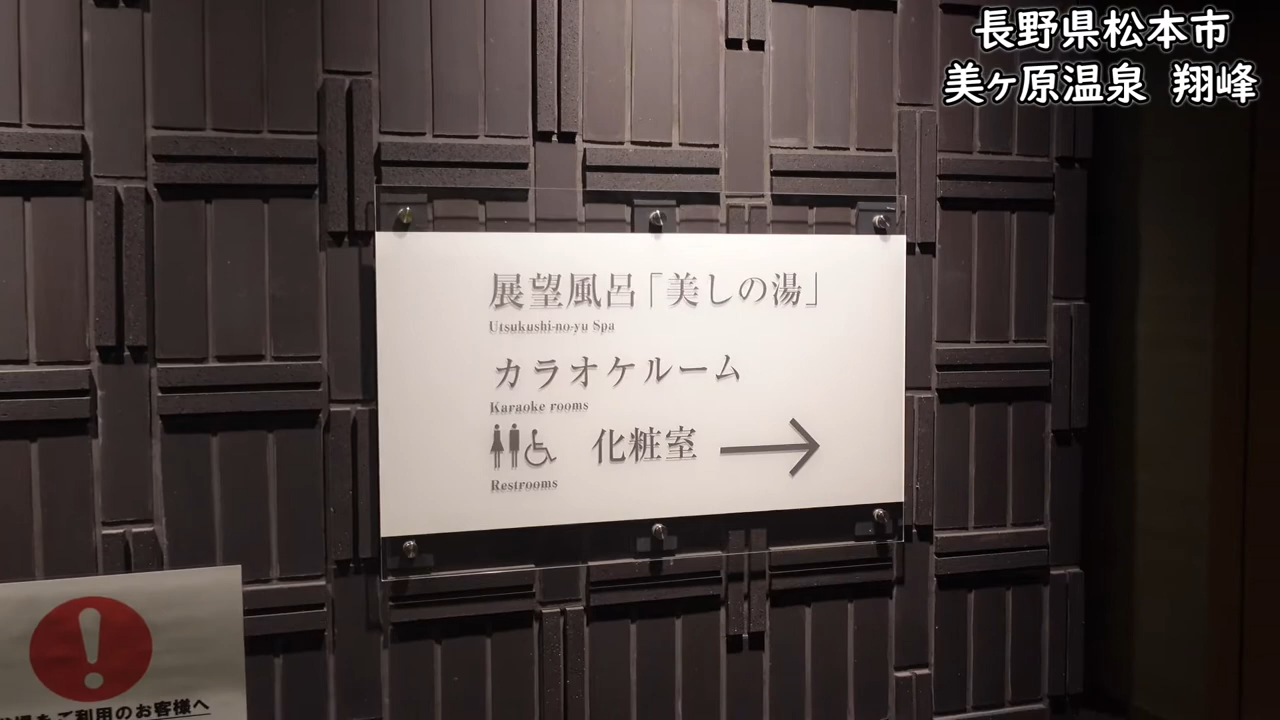 長野県松本市
美ヶ原温泉 翔峰
展望風呂「美しの湯」
Utsukushi-no-yu Spa
カラオケルーム
Karaoke rooms
化粧室
Restrooms
をご利用のお客様へ